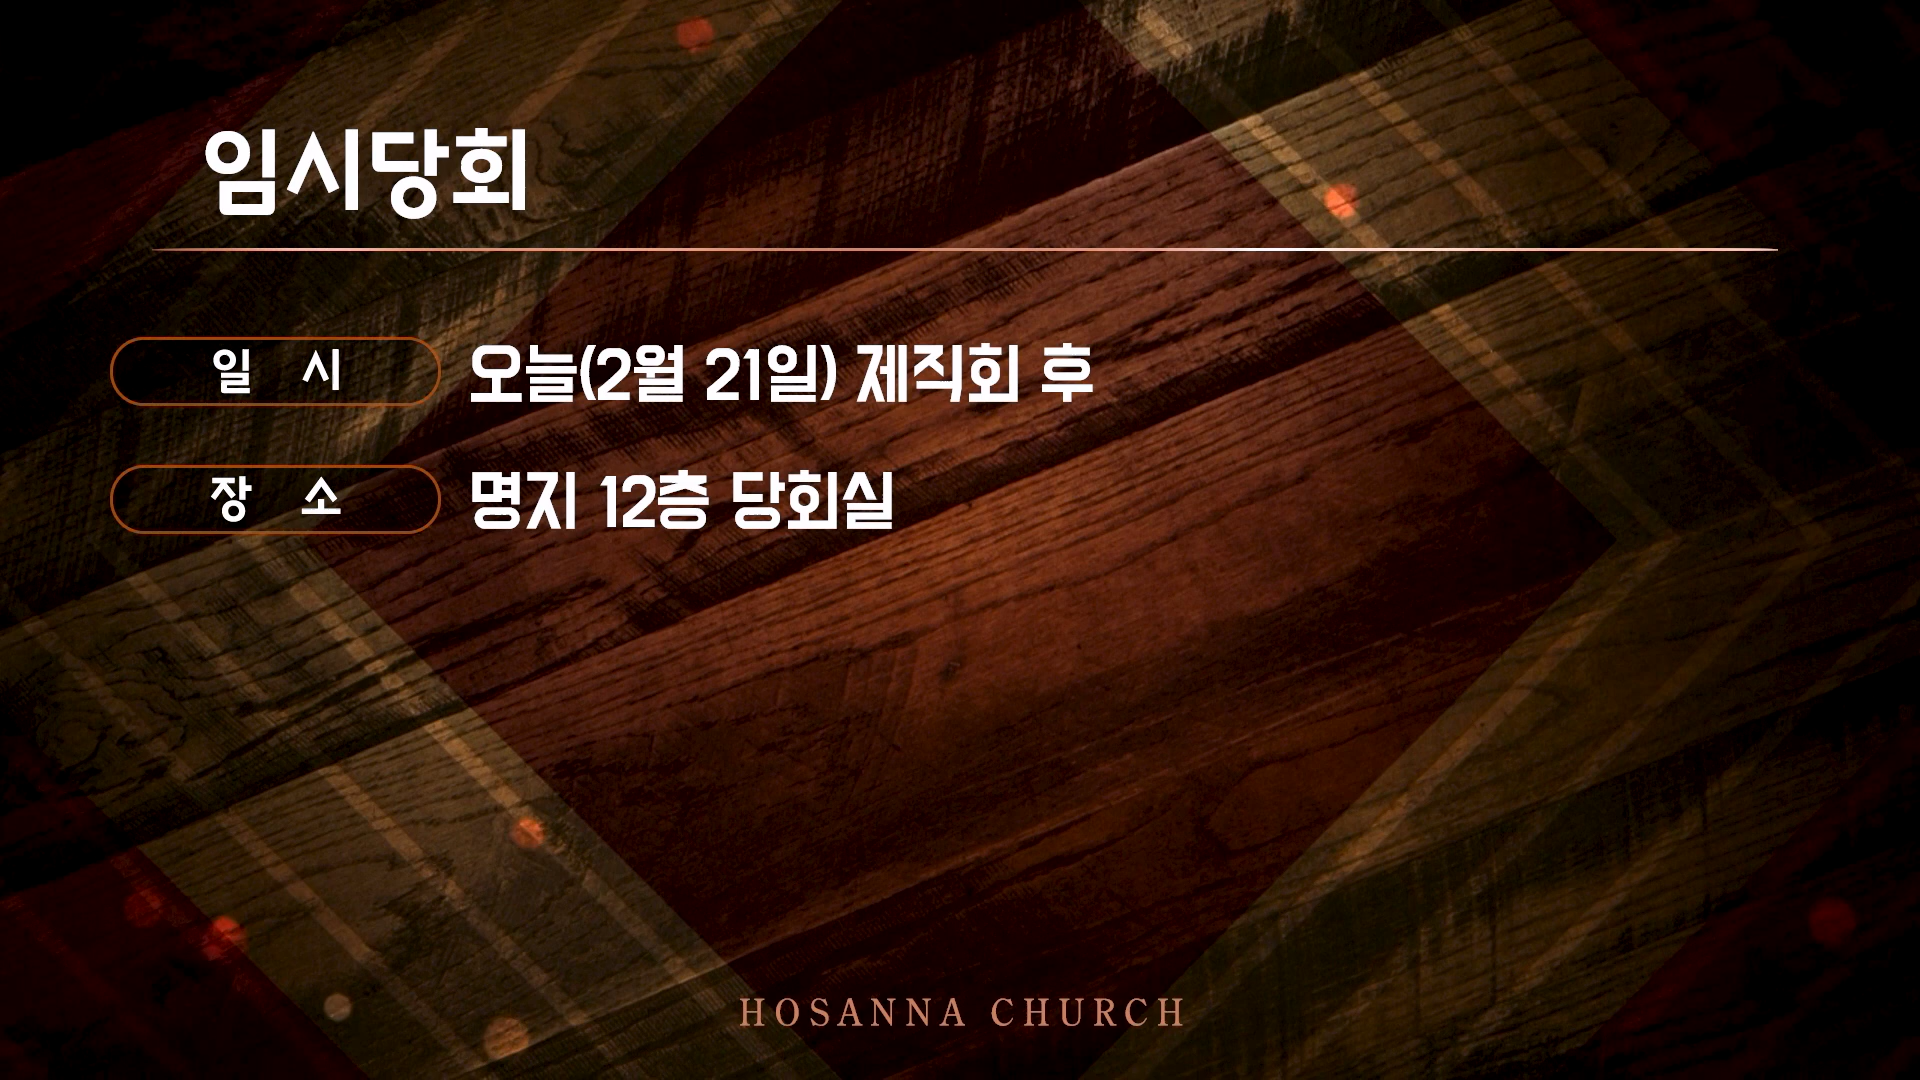 임시당회
일 시 오늘(2월 21일) 제직회 후
장 소 명지 12층 당회실
HOSANNA CHURCH